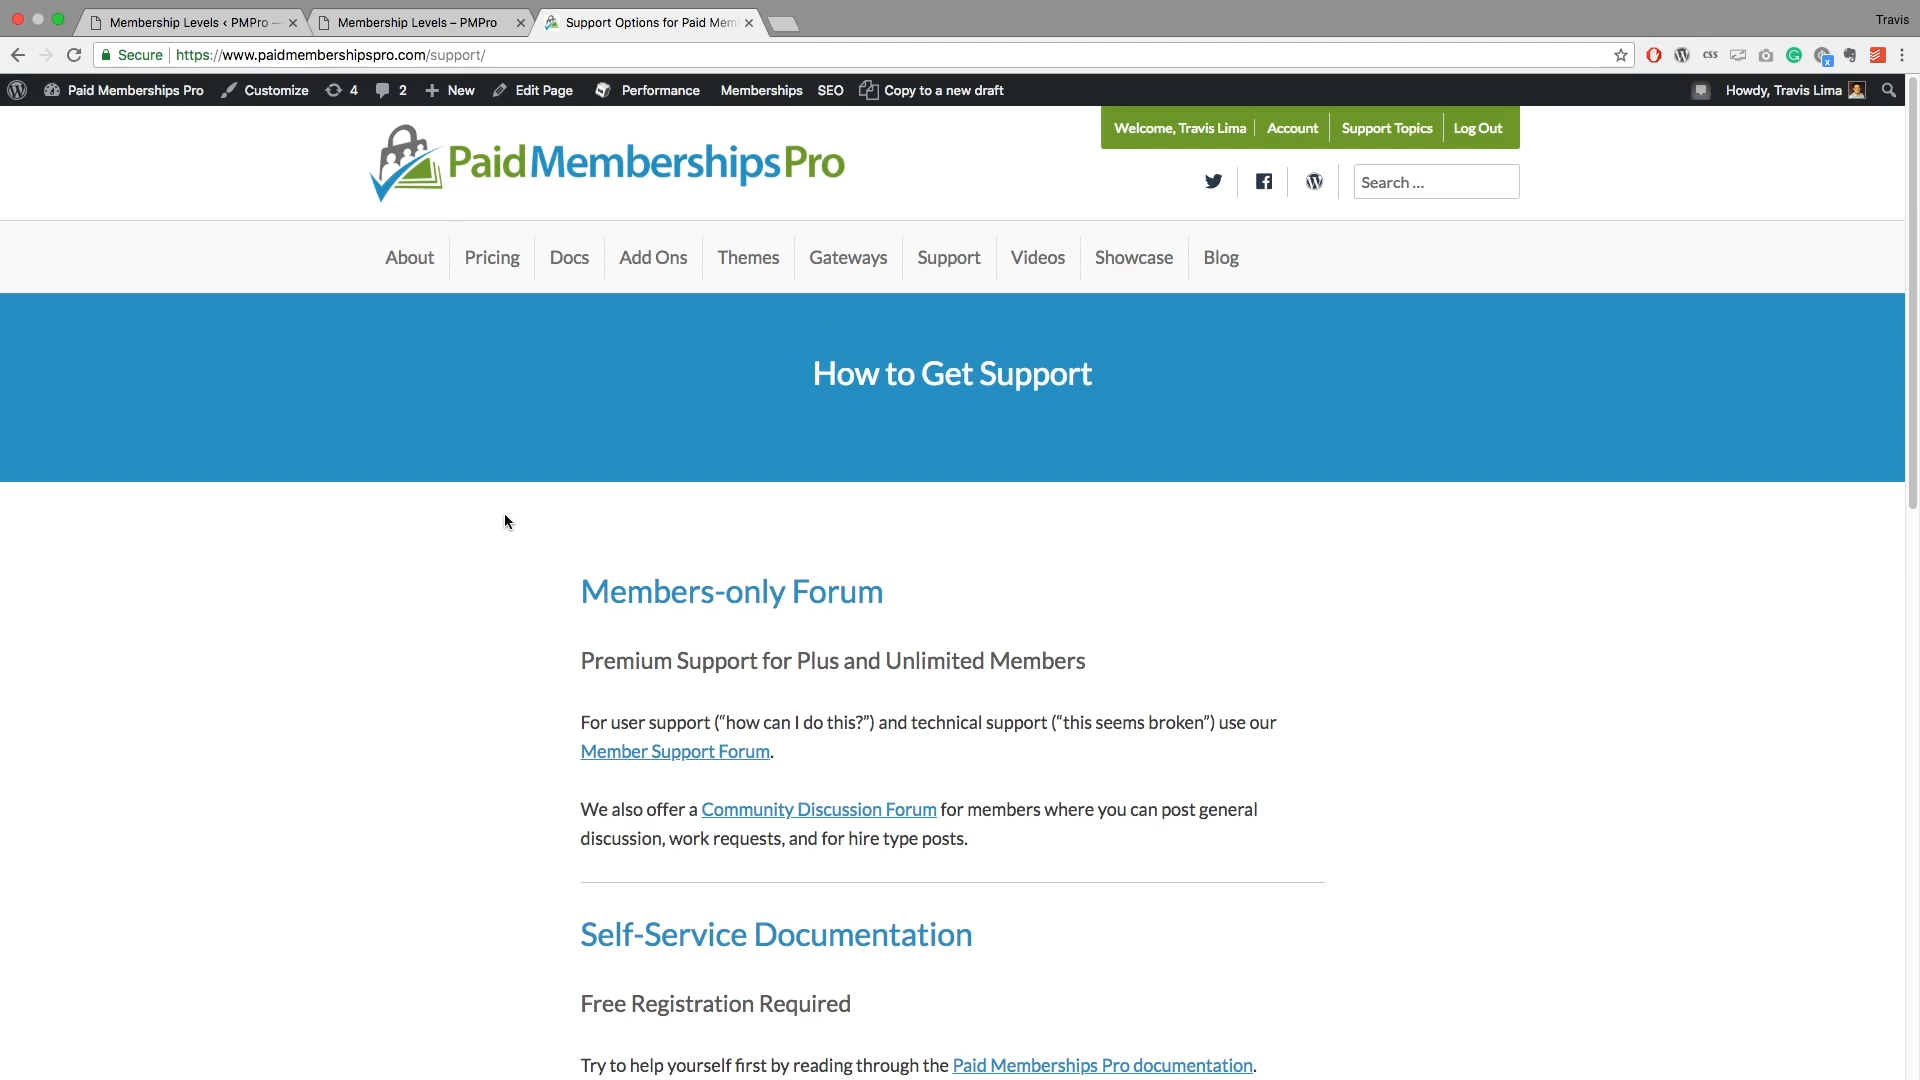 Membership Levels ‹ PMPro —
Membership Levels – PMPro
Support Options for Paid Mem
Travis
Secure
https://www.paidmembershipspro.com/support/
css
Paid Memberships Pro
Customize
4
2
New
Edit Page
Performance
Memberships
SEO
Copy to a new draft
Howdy, Travis Lima
Welcome, Travis Lima
Account
Support Topics
Log Out
PaidMembershipsPro
Search ...
About
Pricing
Docs
Add Ons
Themes
Gateways
Support
Videos
Showcase
Blog
How to Get Support
Members-only Forum
Premium Support for Plus and Unlimited Members
For user support (“how can I do this?”) and technical support (“this seems broken”) use our
Member Support Forum.
We also offer a Community Discussion Forum for members where you can post general
discussion, work requests, and for hire type posts.
Self-Service Documentation
Free Registration Required
Try to help yourself first by reading through the Paid Memberships Pro documentation.